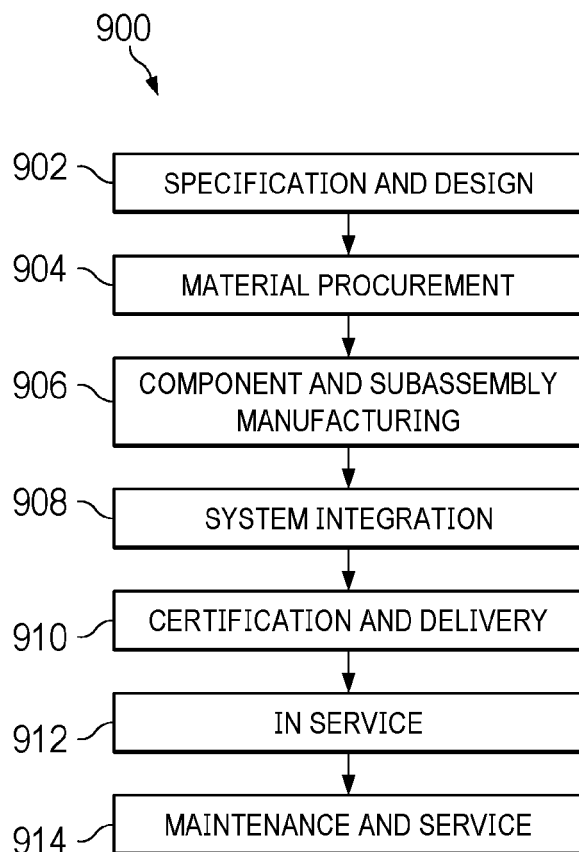 900
902
SPECIFICATION AND DESIGN
904
MATERIAL PROCUREMENT
906
COMPONENT AND SUBASSEMBLY
MANUFACTURING
908
SYSTEM INTEGRATION
910
CERTIFICATION AND DELIVERY
912
IN SERVICE
914
MAINTENANCE AND SERVICE